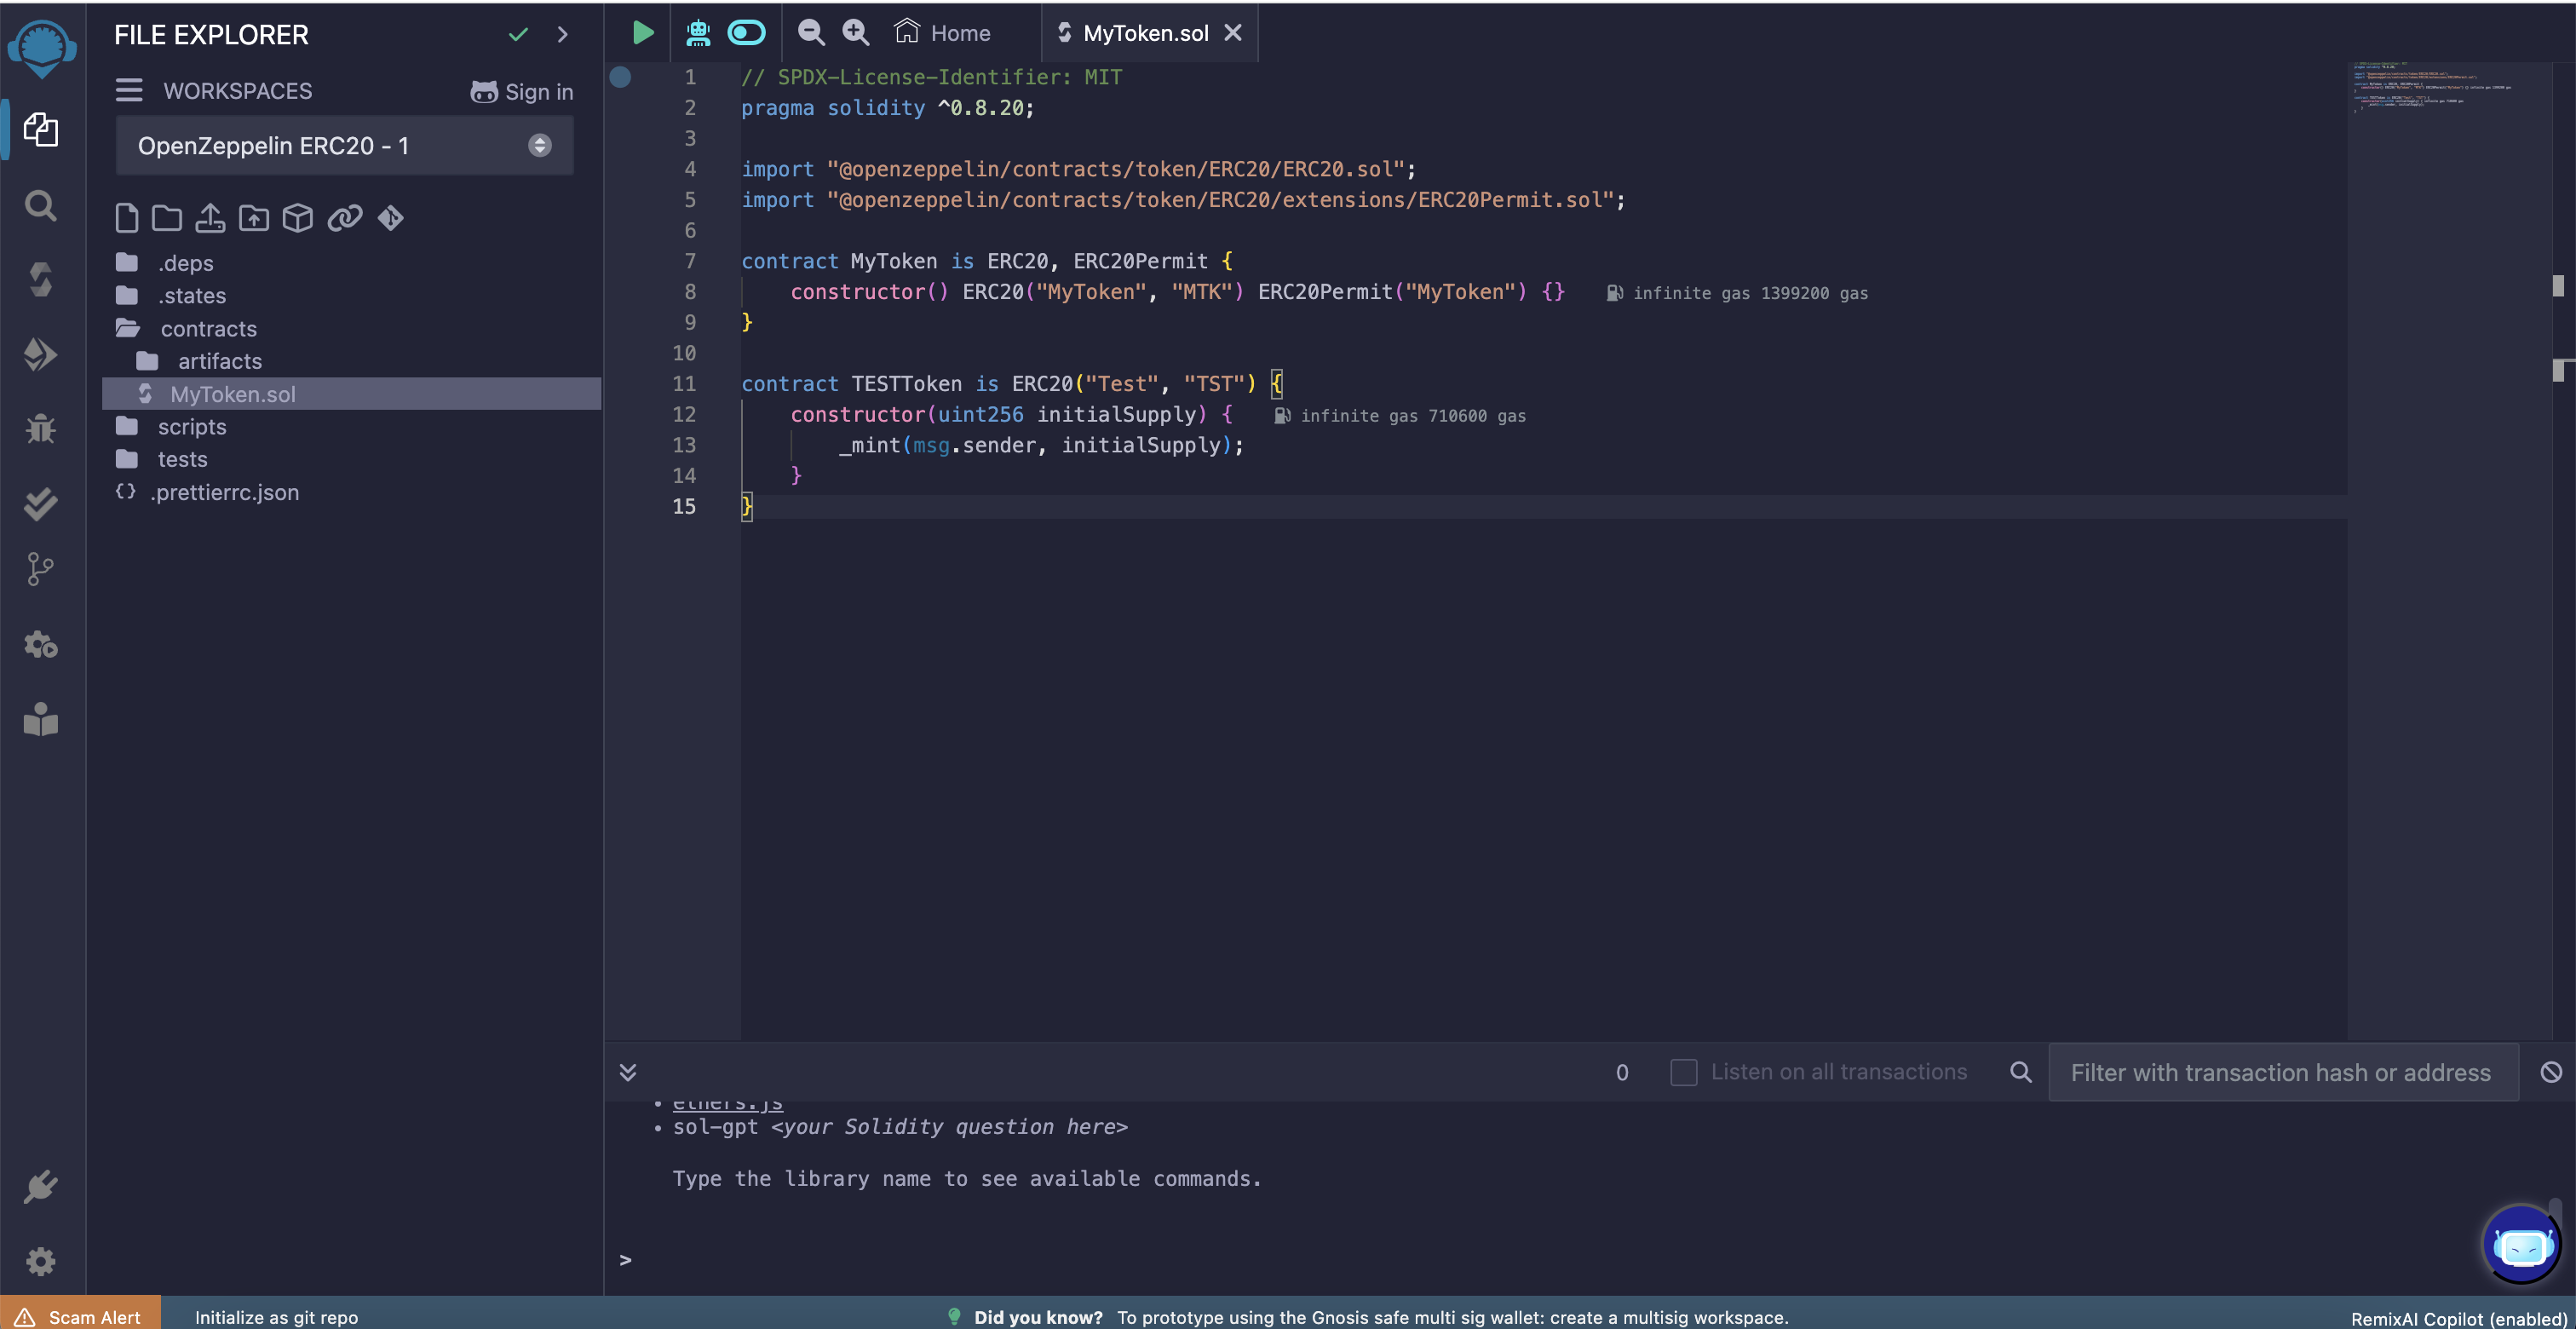 FILE EXPLORER
WORKSPACES
Sign in
OpenZeppelin ERC20 - 1
.deps
.states
contracts
artifacts
MyToken.sol
scripts
tests
.prettierrc.json
Home
MyToken.sol
1 // SPDX-License-Identifier: MIT
2 pragma solidity ^0.8.20;
3
4 import "@openzeppelin/contracts/token/ERC20/ERC20.sol";
5 import "@openzeppelin/contracts/token/ERC20/extensions/ERC20Permit.sol";
6
7 contract MyToken is ERC20, ERC20Permit {
8 constructor() ERC20("MyToken", "MTK") ERC20Permit("MyToken") {} infinite gas 1399200 gas
9 }
10
11 contract TESTToken is ERC20("Test", "TST") {
12 constructor(uint256 initialSupply) { infinite gas 710600 gas
13 _mint(msg.sender, initialSupply);
14 }
15 }
0
Listen on all transactions
Filter with transaction hash or address
• ethers.js
• sol-gpt <your Solidity question here>
Type the library name to see available commands.
>
Scam Alert
Initialize as git repo
Did you know? To prototype using the Gnosis safe multi sig wallet: create a multisig workspace.
RemixAI Copilot (enabled)